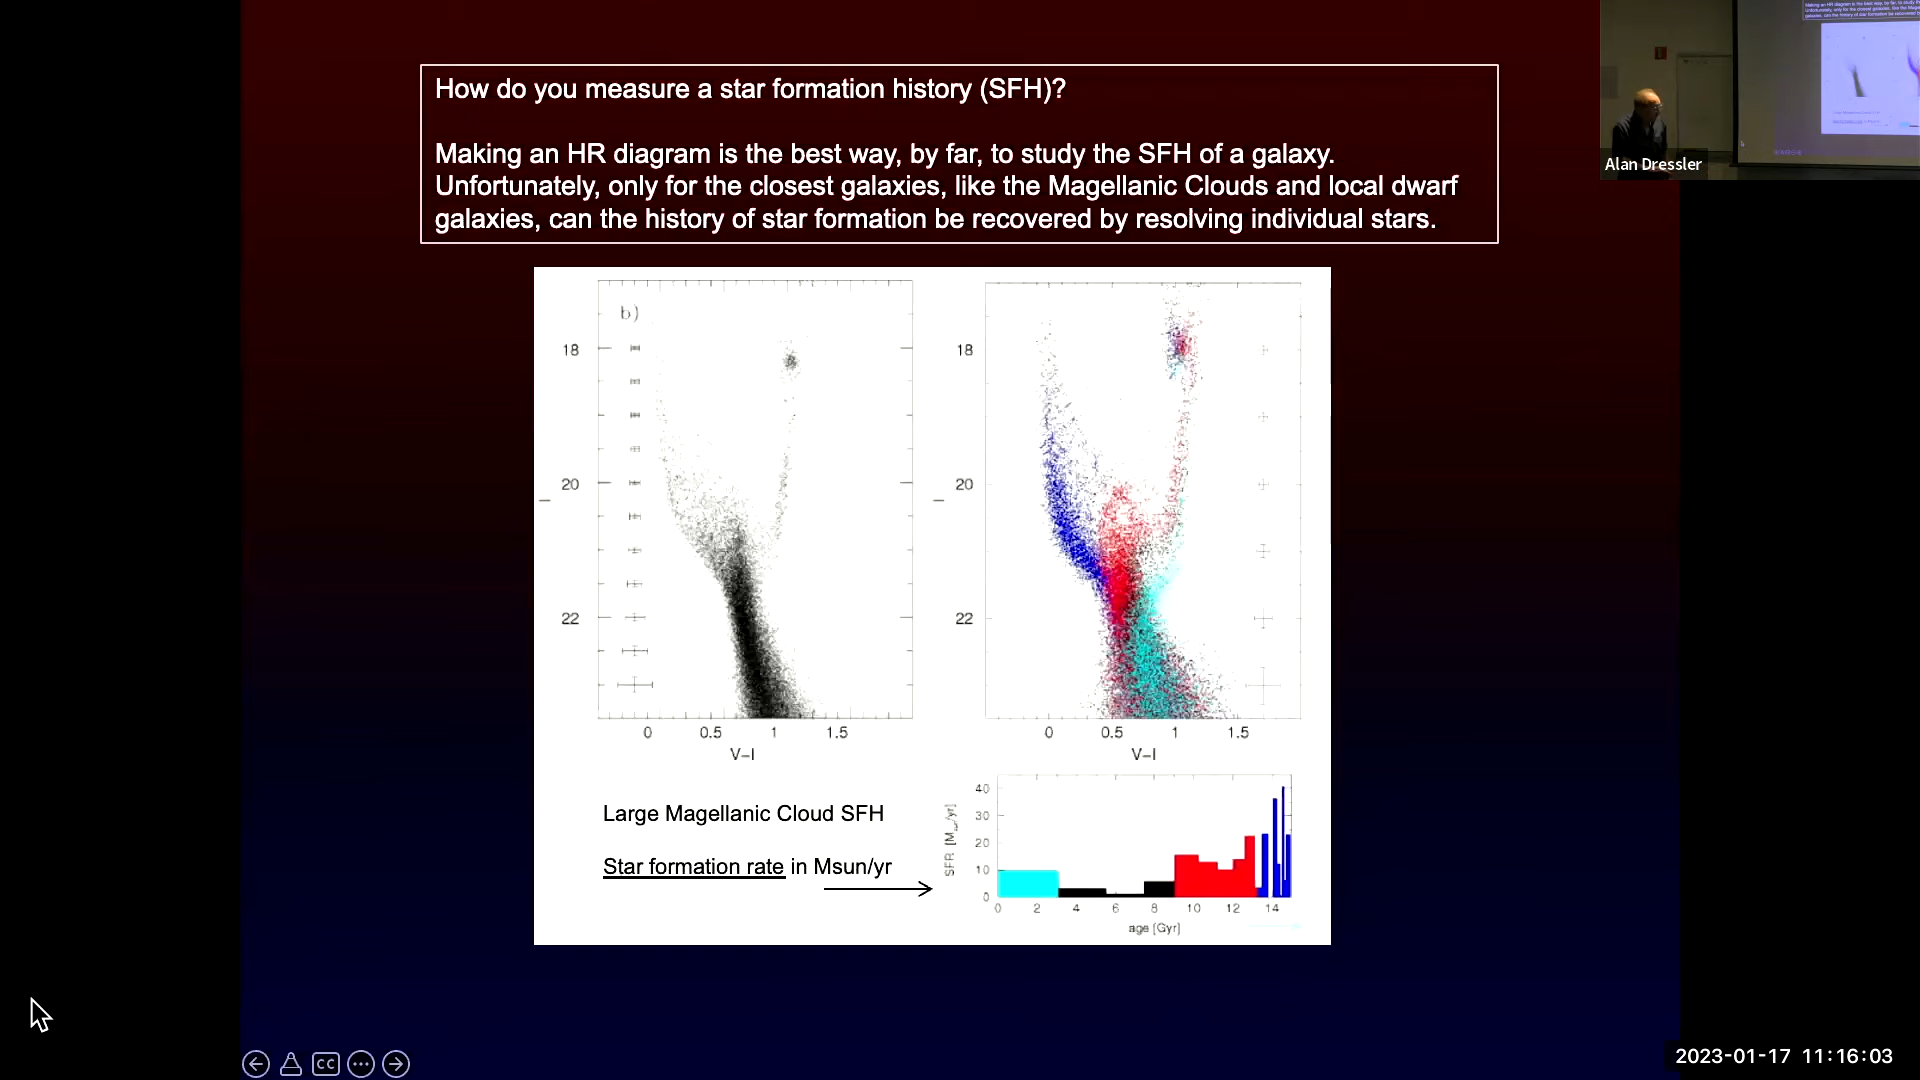 How do you measure a star formation history (SFH)?
Making an HR diagram is the best way, by far, to study the SFH of a galaxy.
Unfortunately, only for the closest galaxies, like the Magellanic Clouds and local dwarf
galaxies, can the history of star formation be recovered by resolving individual stars.
Alan Dressler
b)
18
20
22
I
0 0.5 1 1.5
V-I
18
20
22
I
0 0.5 1 1.5
V-I
Large Magellanic Cloud SFH
Star formation rate in Msun/yr
40
30
20
10
0
0 2 4 6 8 10 12 14
age [Gyr]
CC
2023-01-17 11:16:03